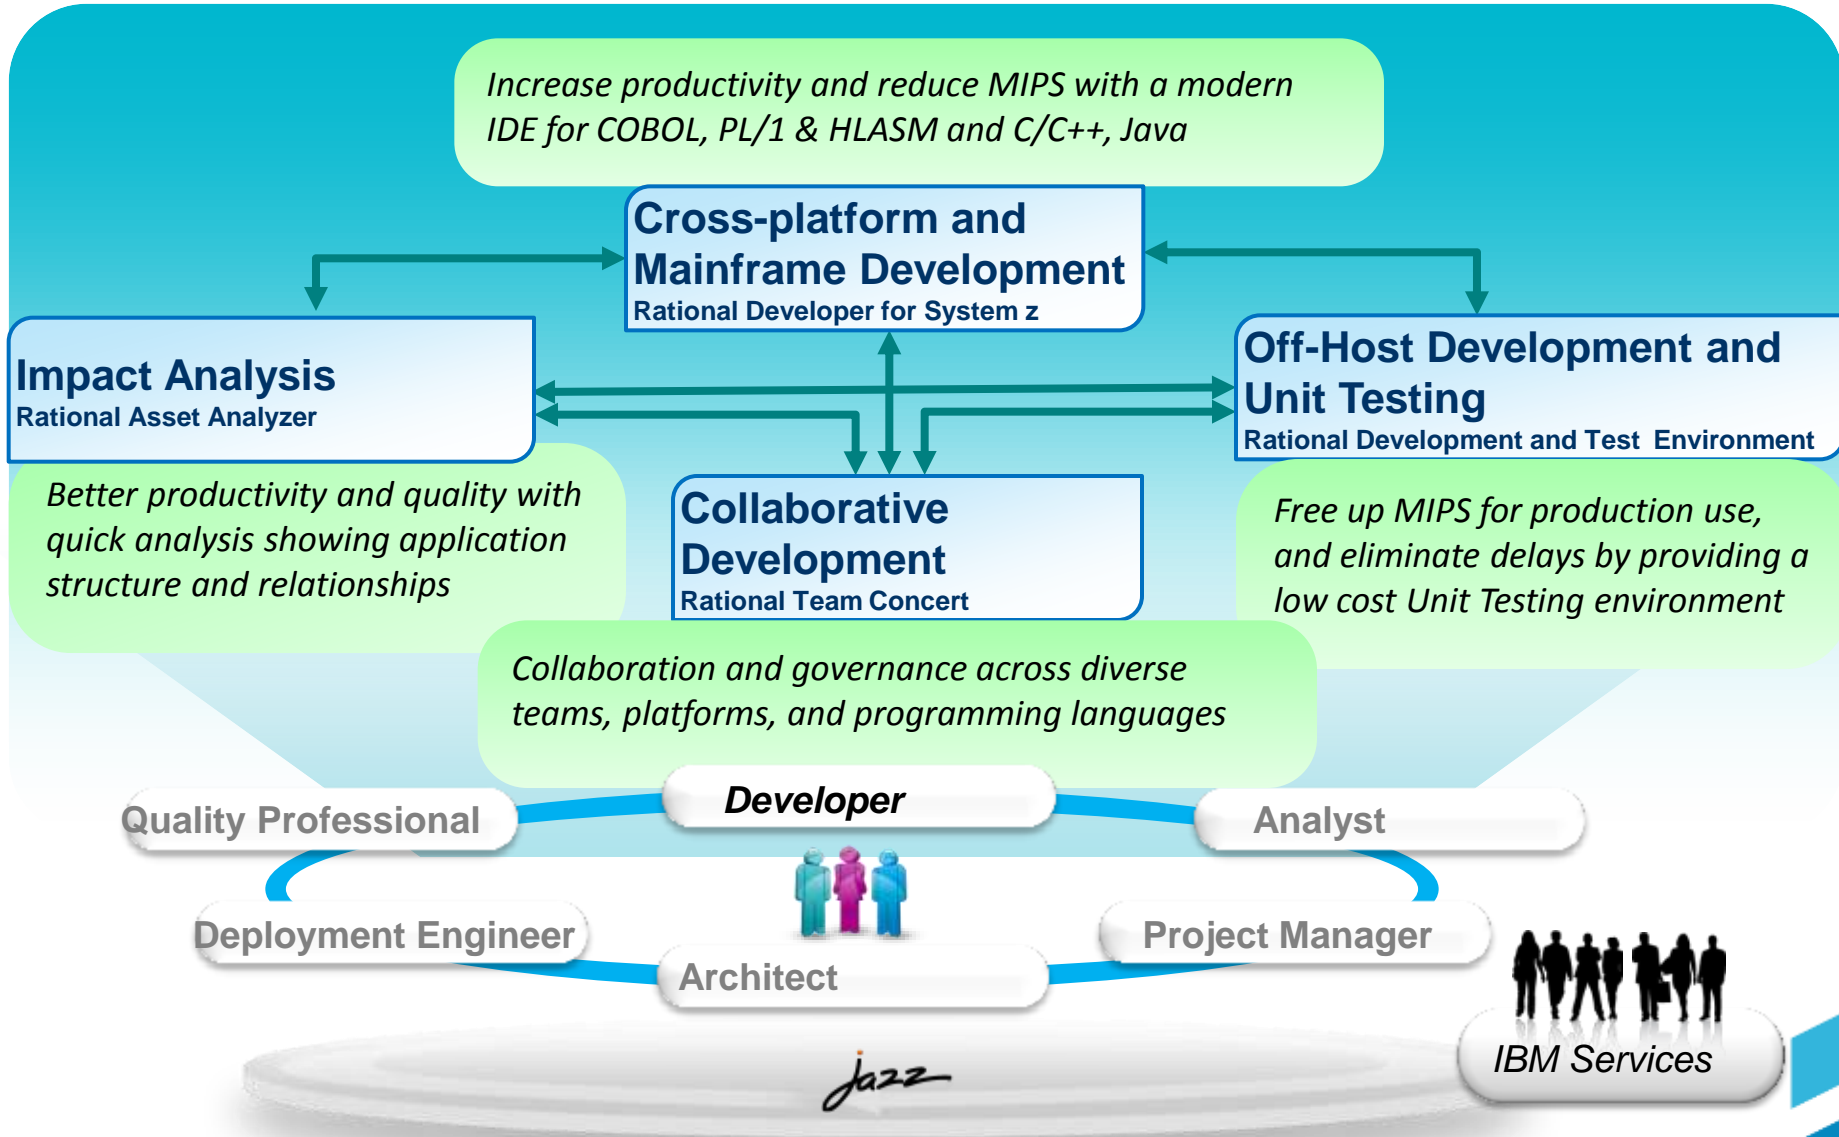 Increase productivity and reduce MIPS with a modern
IDE for COBOL, PL/1 & HLASM and C/C++, Java
Cross-platform and
Mainframe Development
Rational Developer for System z
Impact Analysis
Rational Asset Analyzer
Off-Host Development and
Unit Testing
Rational Development and Test Environment
Better productivity and quality with
quick analysis showing application
structure and relationships
Collaborative
Development
Rational Team Concert
Free up MIPS for production use,
and eliminate delays by providing a
low cost Unit Testing environment
Collaboration and governance across diverse
teams, platforms, and programming languages
Quality Professional
Developer
Analyst
Deployment Engineer
Architect
Project Manager
IBM Services
jazz